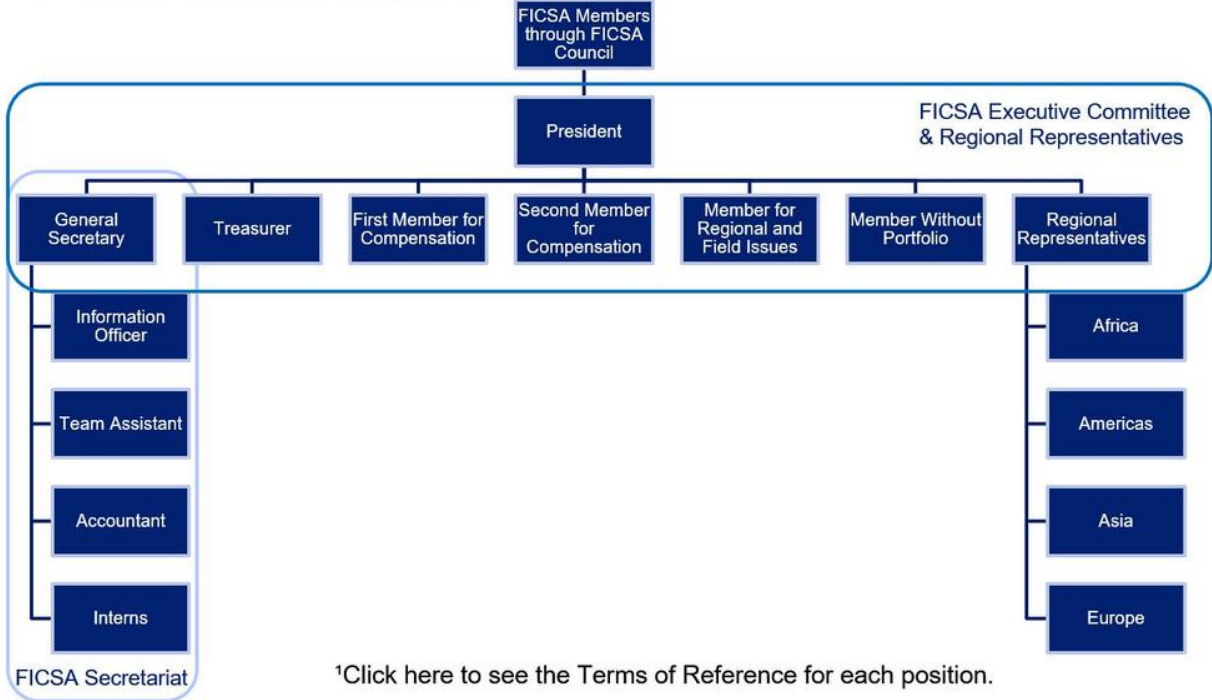 FICSA Members
through FICSA
Council
President
FICSA Executive Committee
& Regional Representatives
General
Secretary
Treasurer
First Member for
Compensation
Second Member
for
Compensation
Member for
Regional and
Field Issues
Member Without
Portfolio
Regional
Representatives
Information
Officer
Team Assistant
Accountant
Interns
FICSA Secretariat
Africa
Americas
Asia
Europe
¹Click here to see the Terms of Reference for each position.